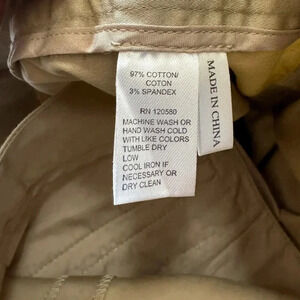 97% COTTON/
COTON
3% SPANDEX
RN 120580
MACHINE WASH OR
HAND WASH COLD
WITH LIKE COLORS
TUMBLE DRY
LOW
COOL IRON IF
NECESSARY OR
DRY CLEAN
MADE IN CHINA